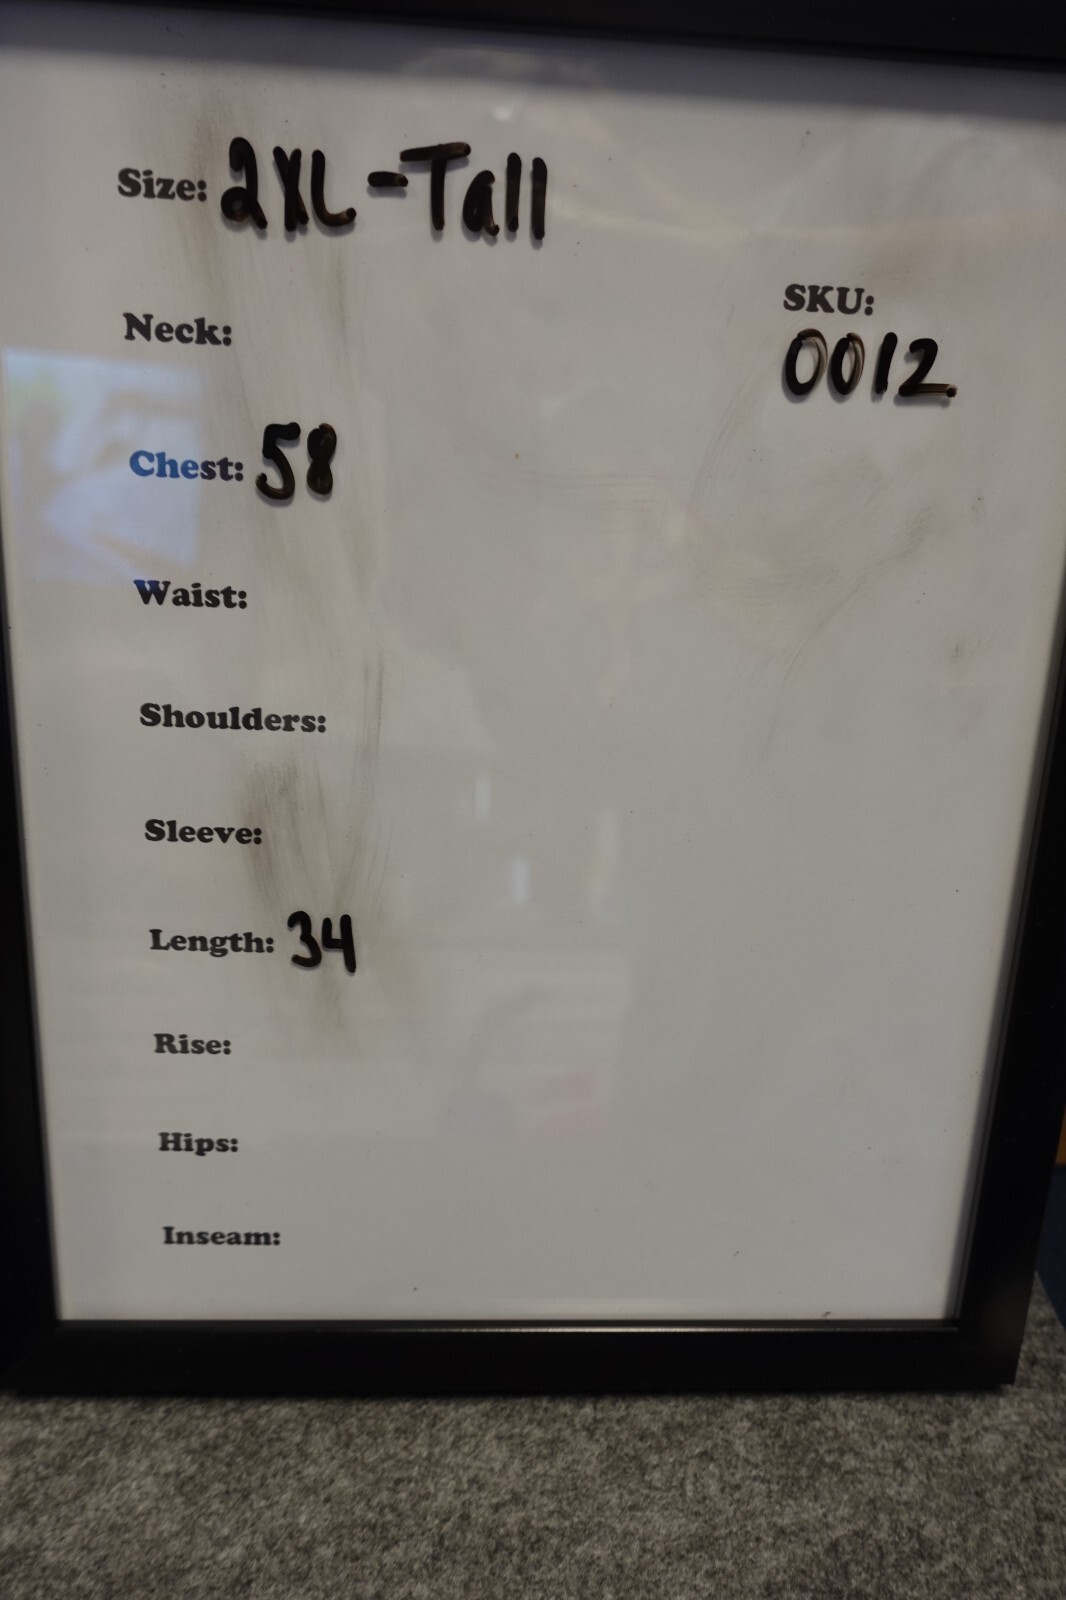 Size: 2XL-Tall
SKU:
0012
Neck:
Chest: 58
Waist:
Shoulders:
Sleeve:
Length: 34
Rise:
Hips:
Inseam: